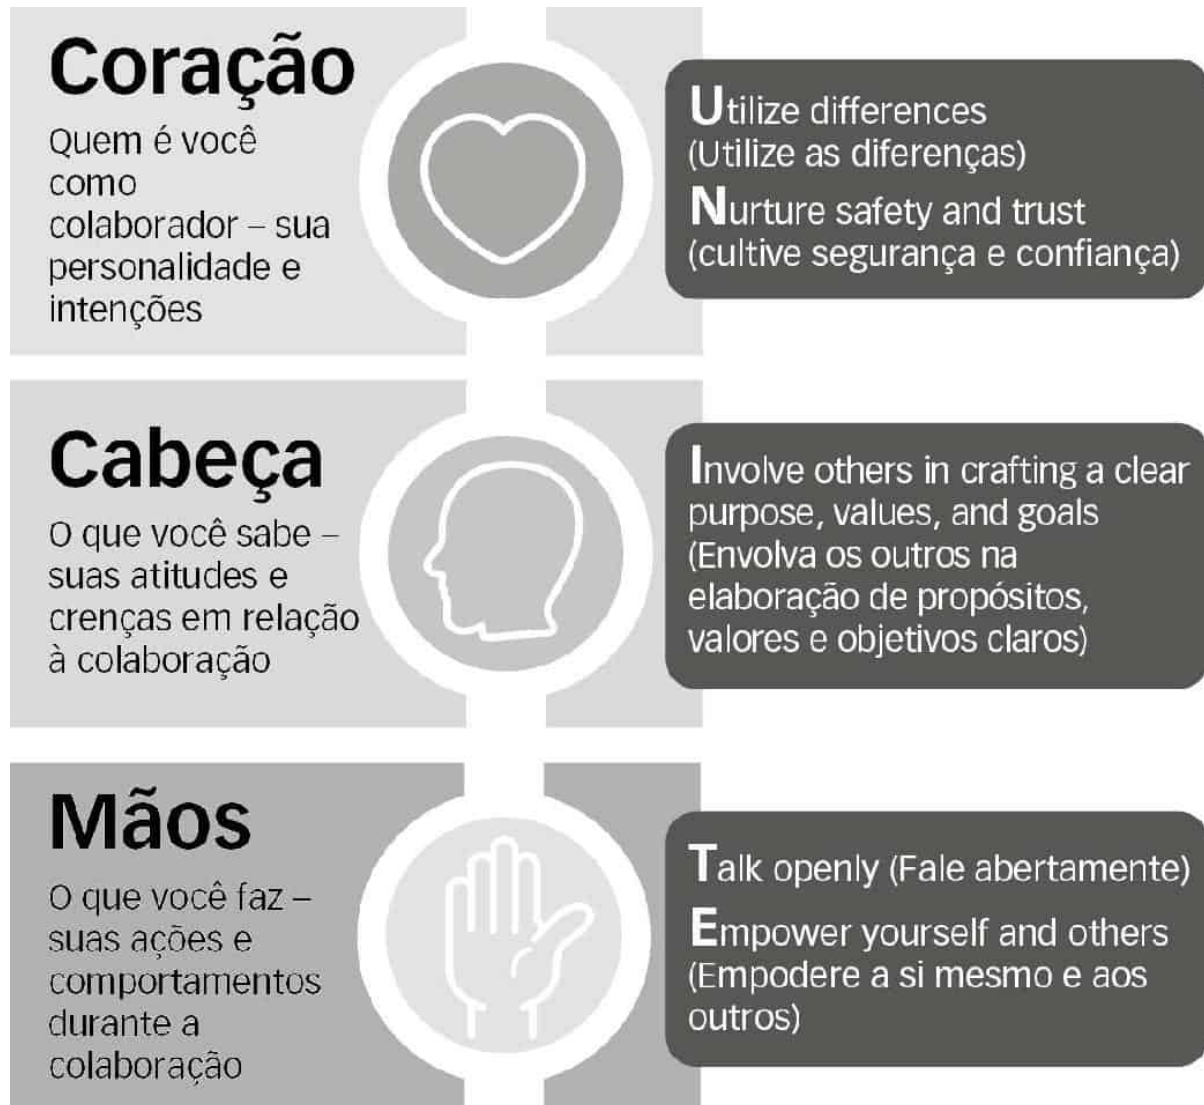 Coração
Quem é você
como
colaborador – sua
personalidade e
intenções
Utilize differences
(Utilize as diferenças)
Nurture safety and trust
(cultive segurança e confiança)
Cabeça
O que você sabe –
suas atitudes e
crenças em relação
à colaboração
Involve others in crafting a clear
purpose, values, and goals
(Envolva os outros na
elaboração de propósitos,
valores e objetivos claros)
Mãos
O que você faz –
suas ações e
comportamentos
durante a
colaboração
Talk openly (Fale abertamente)
Empower yourself and others
(Empodere a si mesmo e aos
outros)